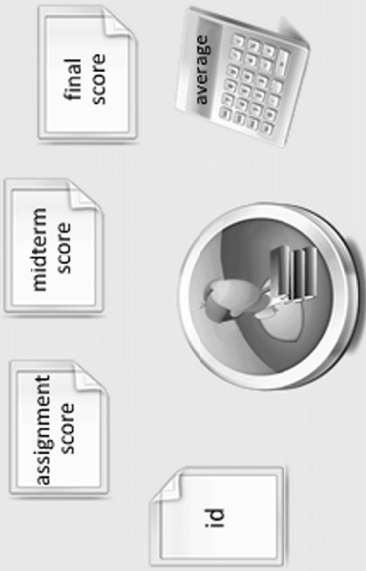 assignment
score
midterm
score
final
score
id
average